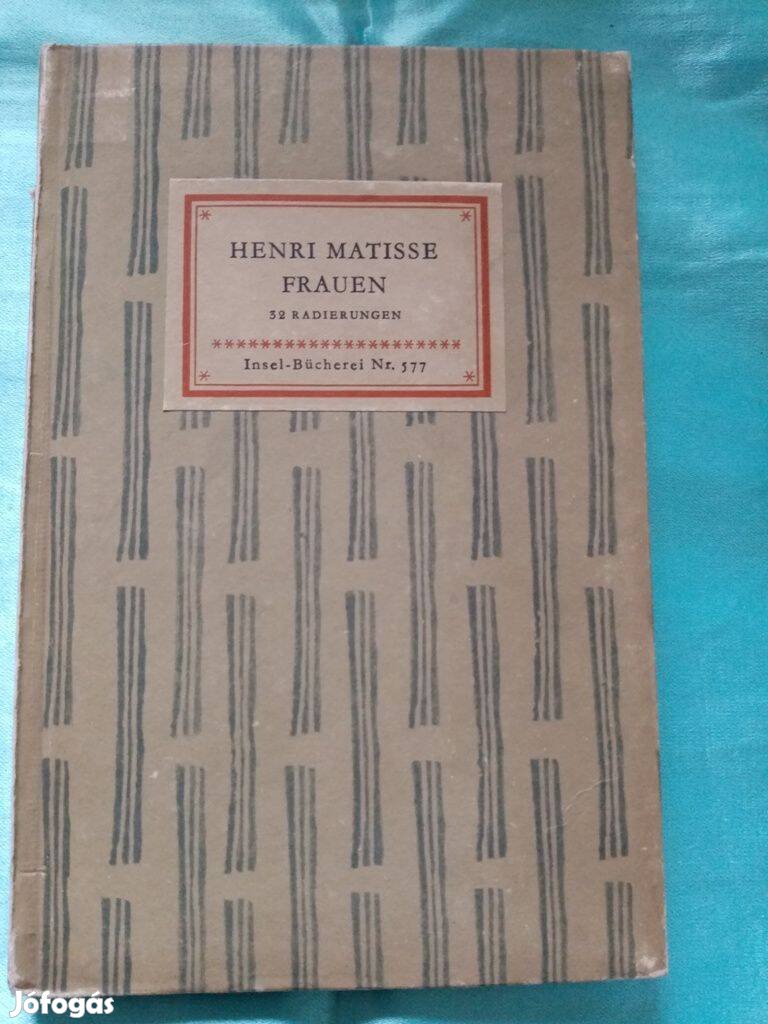 HENRI MATISSE
FRAUEN
32 RADIERUNGEN
********************
Insel-Bücherei Nr. 577
Jófogás